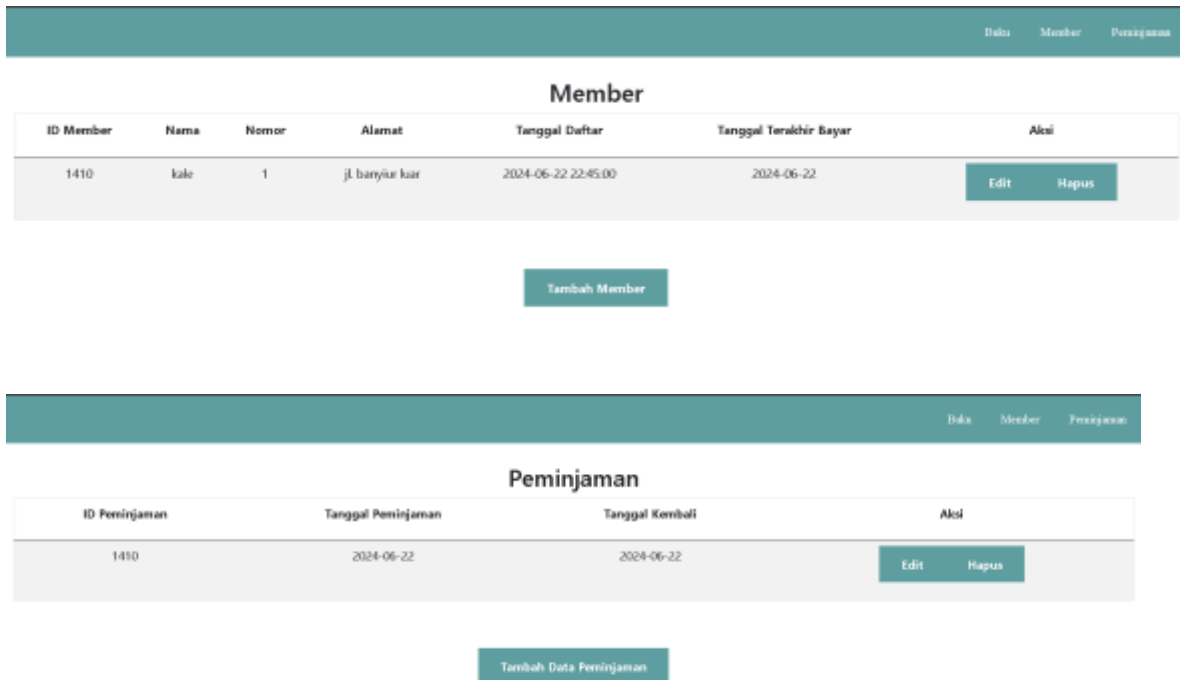 Buku Member Peminjaman
Member
ID Member Nama Nomor Alamat Tanggal Daftar Tanggal Terakhir Bayar Aksi
1410 kale 1 jl. banyiur luar 2024-06-22 22:45:00 2024-06-22 Edit Hapus
Tambah Member
Buku Member Peminjaman
Peminjaman
ID Peminjaman Tanggal Peminjaman Tanggal Kembali Aksi
1410 2024-06-22 2024-06-22 Edit Hapus
Tambah Data Peminjaman